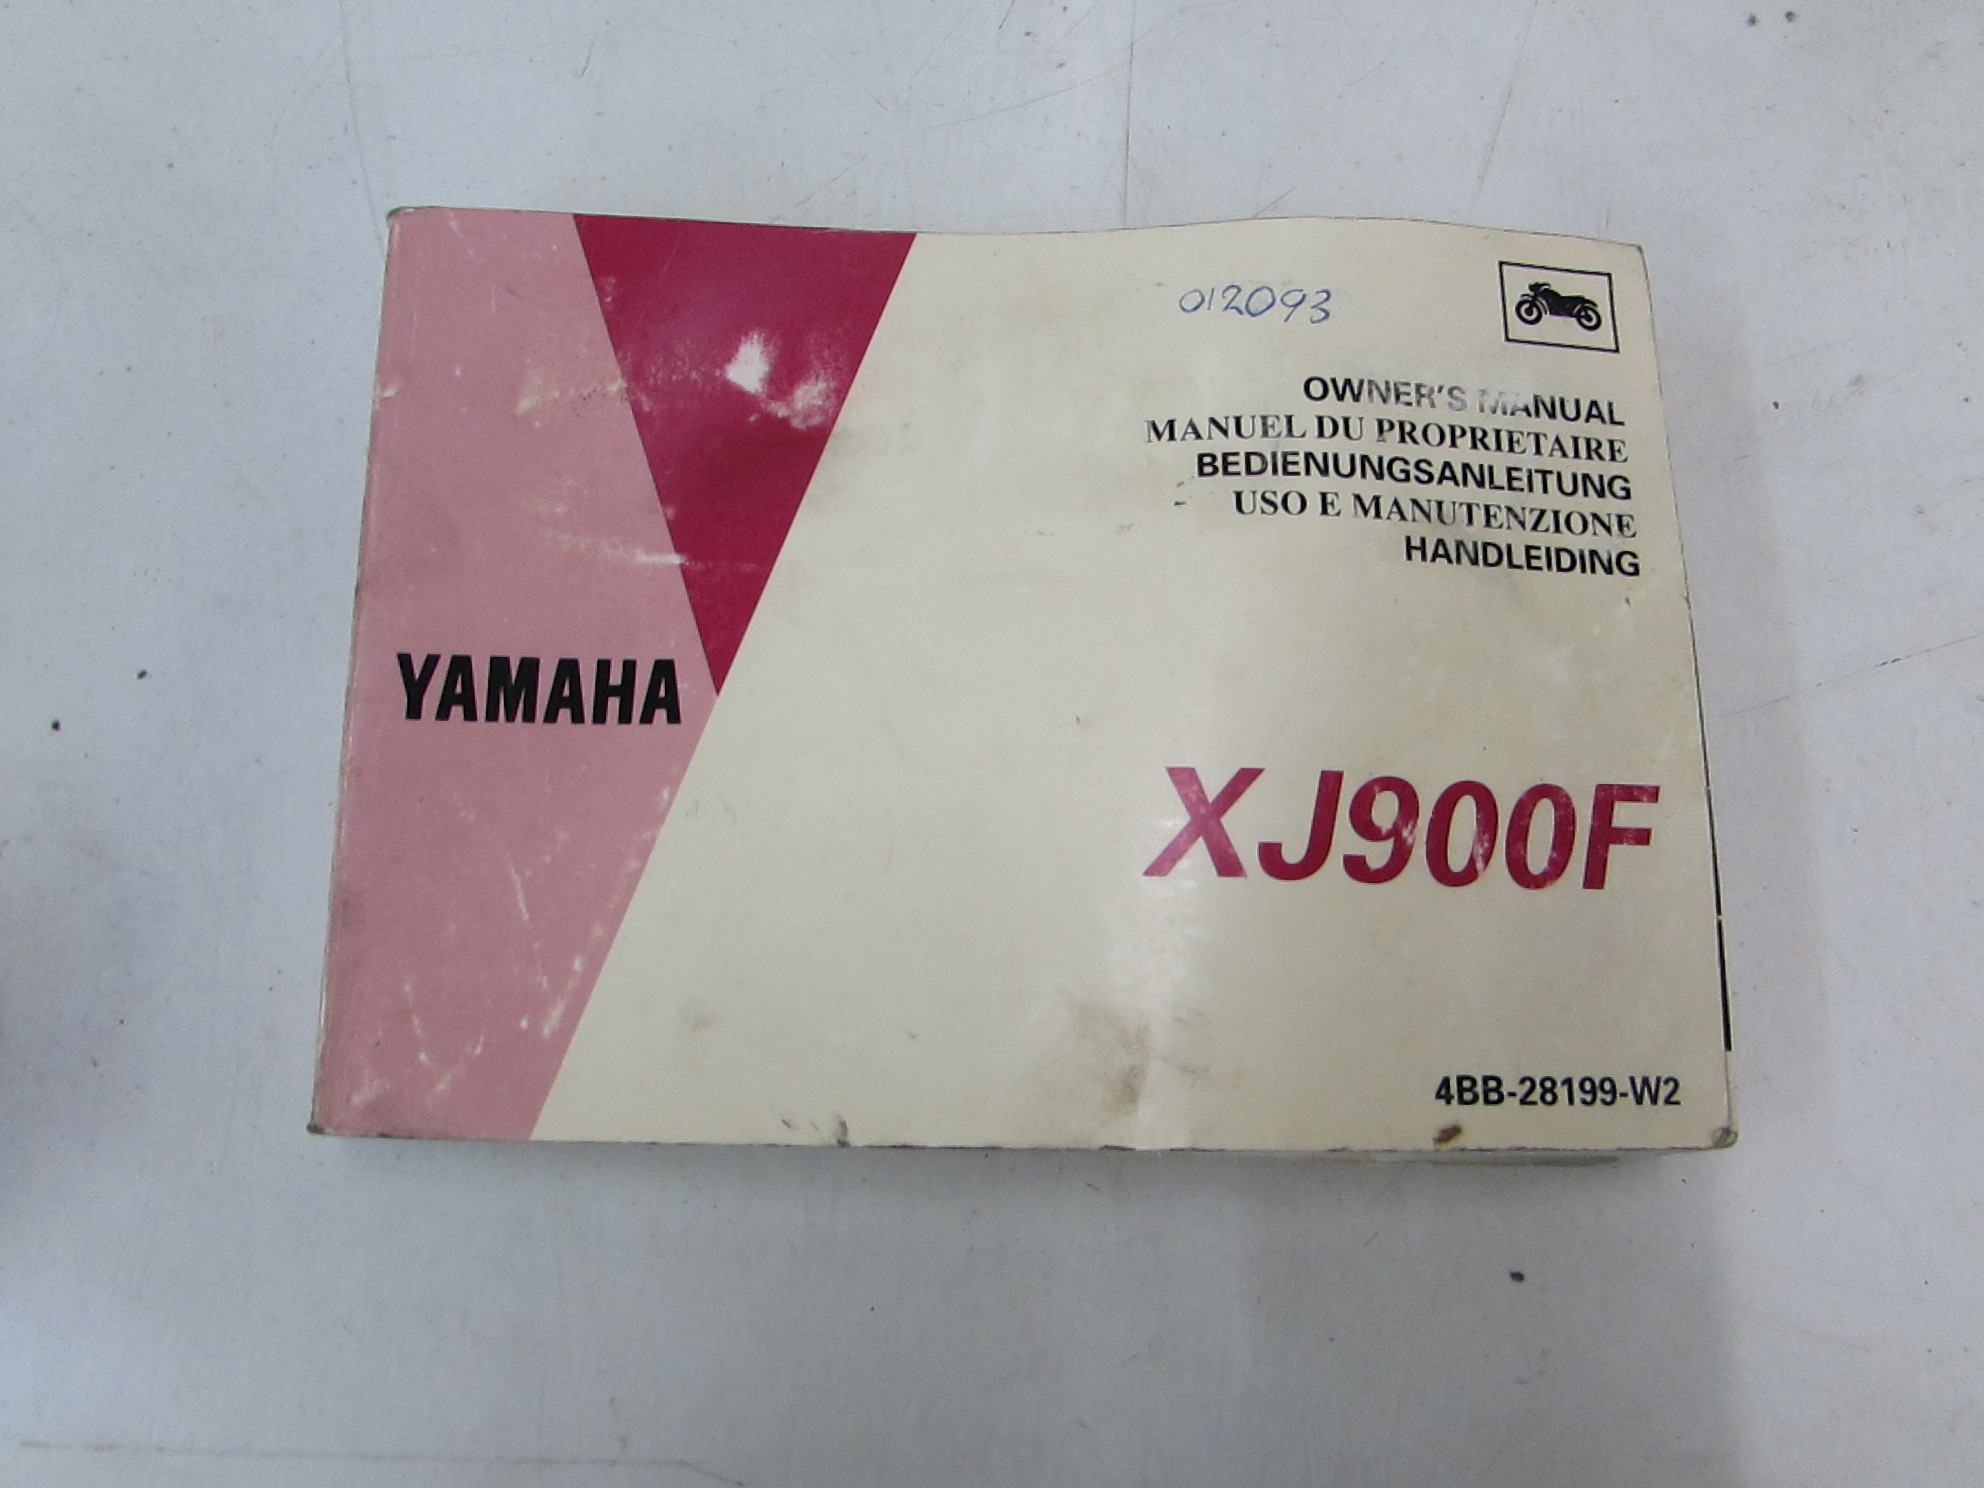 012093
OWNER'S MANUAL
MANUEL DU PROPRIETAIRE
BEDIENUNGSANLEITUNG
USO E MANUTENZIONE
HANDLEIDING
YAMAHA
XJ900F
4BB-28199-W2